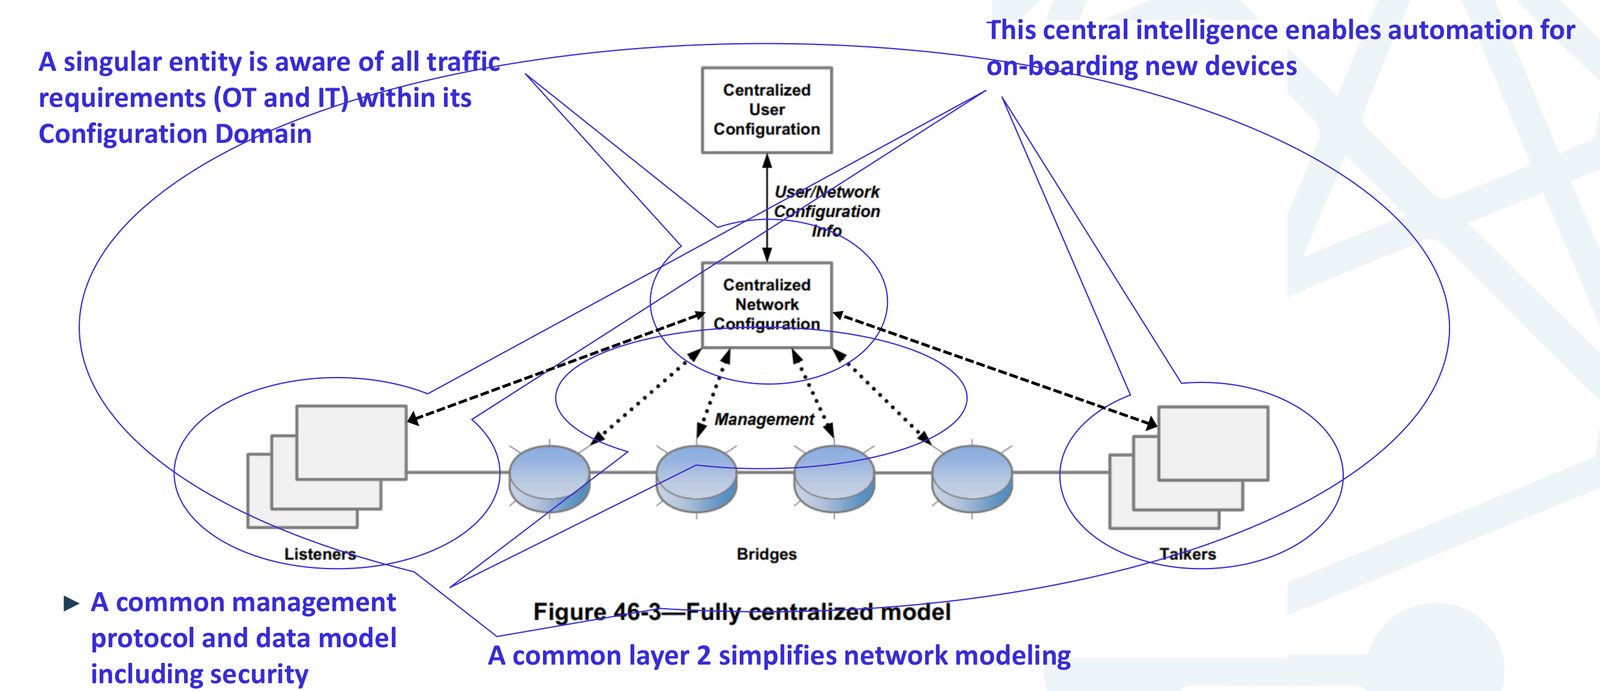 This central intelligence enables automation for
on-boarding new devices
A singular entity is aware of all traffic
requirements (OT and IT) within its
Configuration Domain
Centralized
User
Configuration
User/Network
Configuration
Info
Centralized
Network
Configuration
Management
Listeners
Bridges
Talkers
Figure 46-3—Fully centralized model
► A common management
protocol and data model
including security
A common layer 2 simplifies network modeling